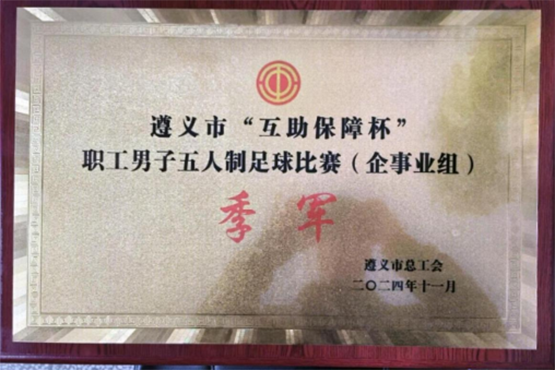 遵义市“互助保障杯”
职工男子五人制足球比赛（企事业组）
季军
遵义市总工会
二〇二四年十一月